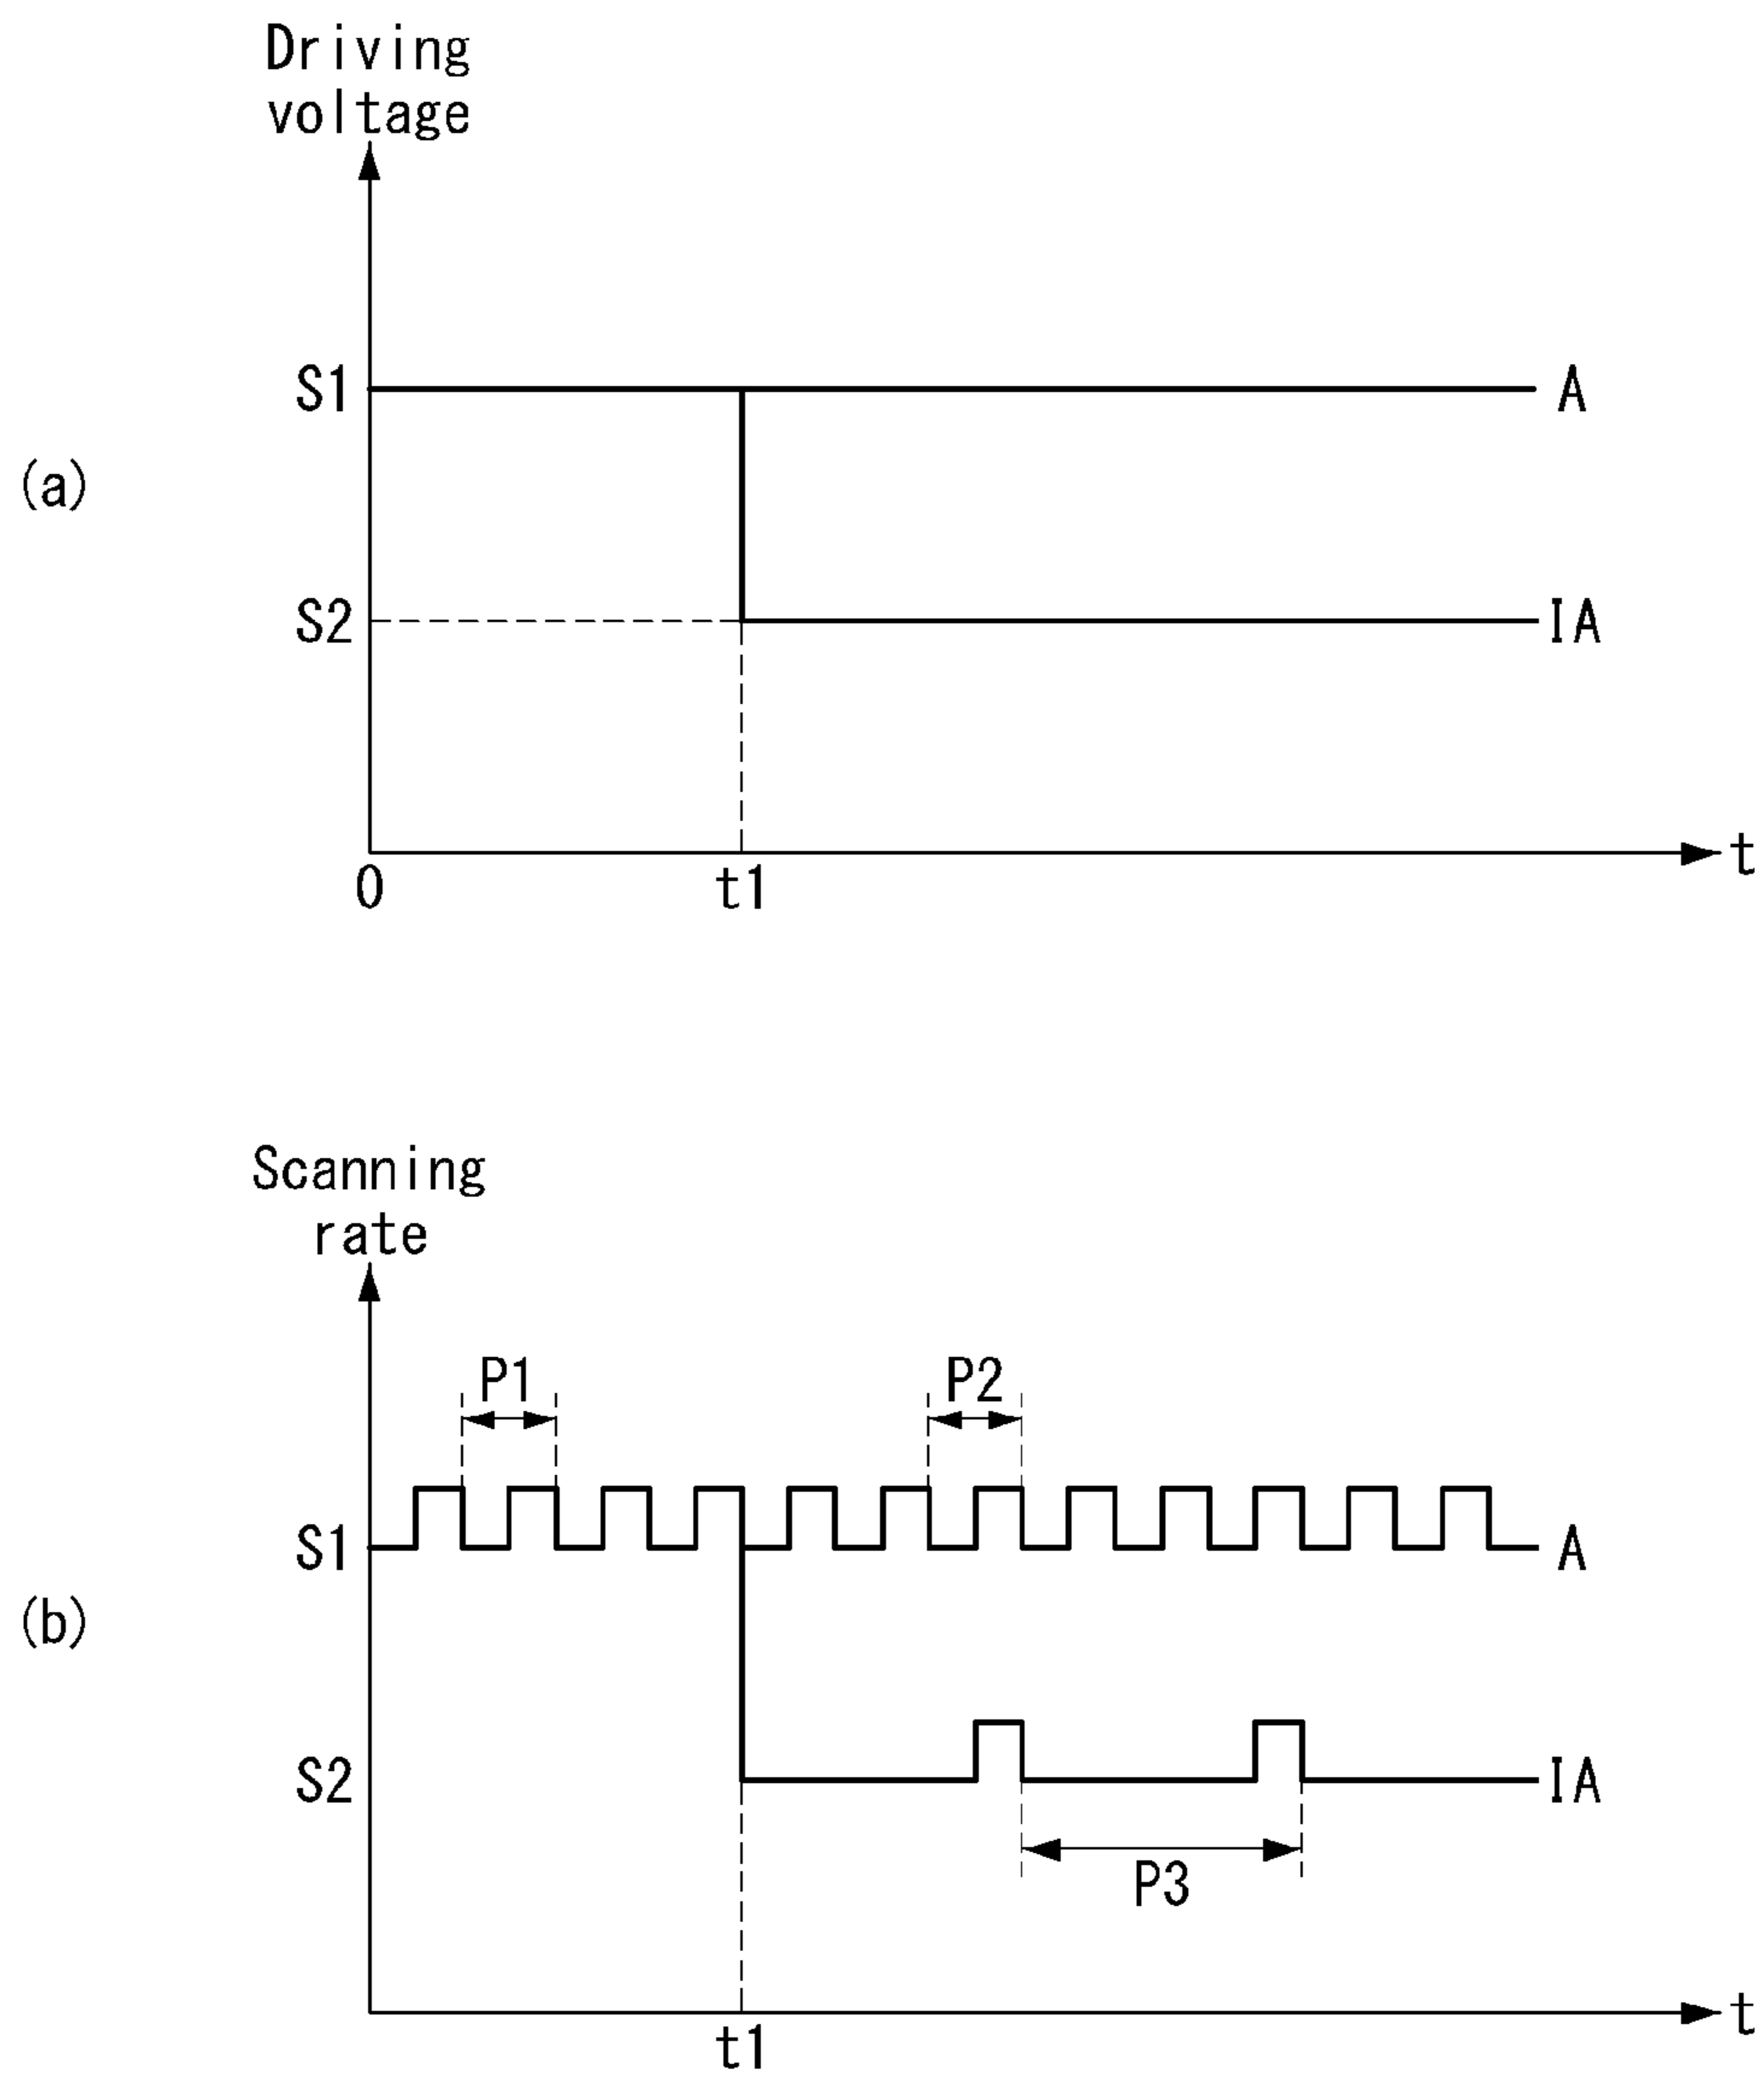 Driving
voltage
S1
A
(a)
S2
IA
0
t1
t
Scanning
rate
P1
P2
S1
A
(b)
S2
IA
P3
t
t1